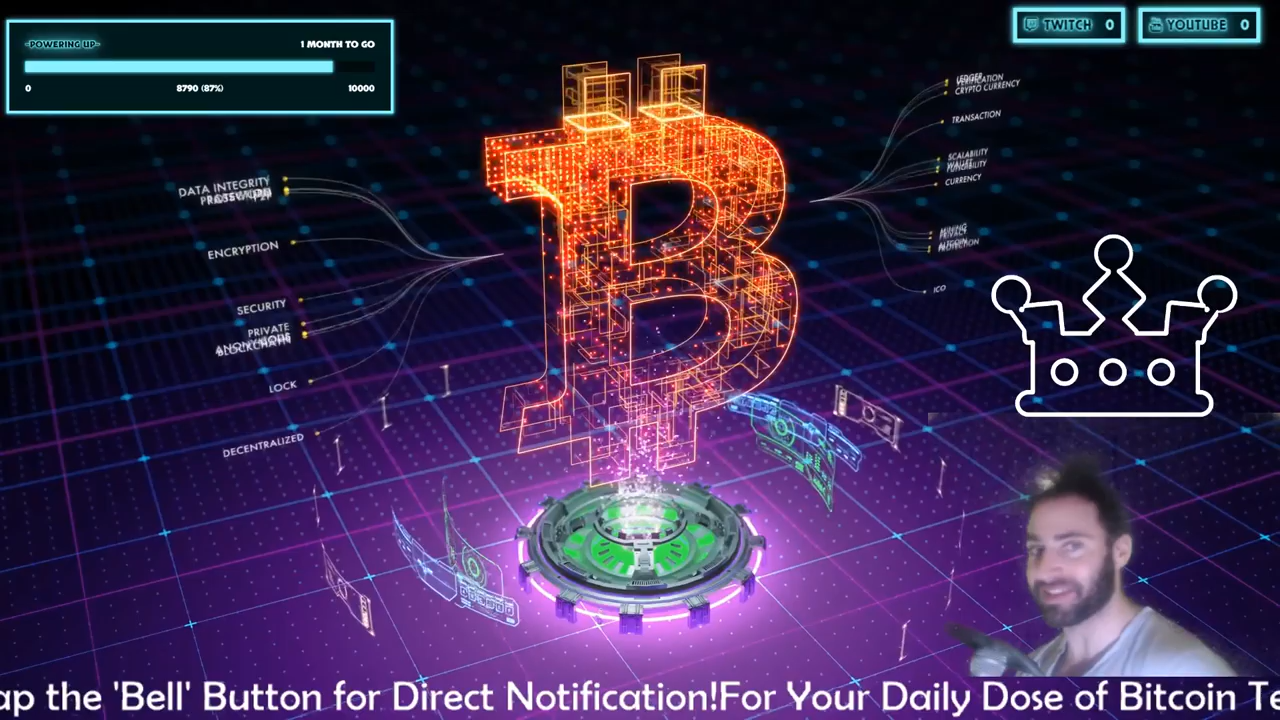 -POWERING UP-
1 MONTH TO GO
0
8790 (87%)
10000
TWITCH 0
YOUTUBE 0
DATA INTEGRITY
ENCRYPTION
SECURITY
PRIVATE
BLOCKCHAIN
LOCK
DECENTRALIZED
LEDGER
CRYPTO CURRENCY
TRANSACTION
SCALABILITY
CURRENCY
ICO
ap the 'Bell' Button for Direct Notification!For Your Daily Dose of Bitcoin Te